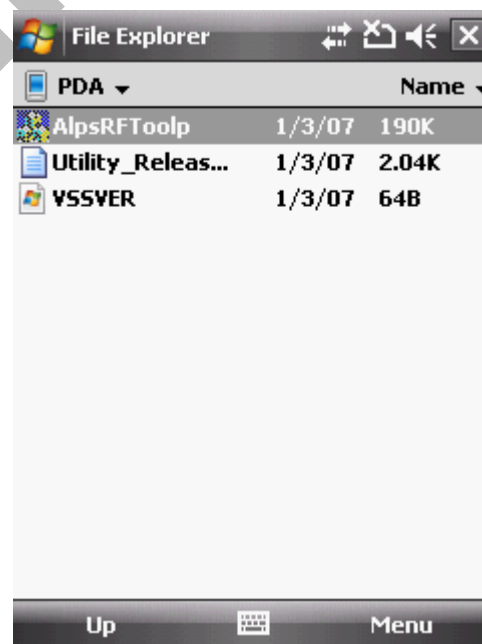 File Explorer
PDA Name
AlpsRFToolp 1/3/07 190K
Utility_Releas... 1/3/07 2.04K
VSSVER 1/3/07 64B
Up Menu